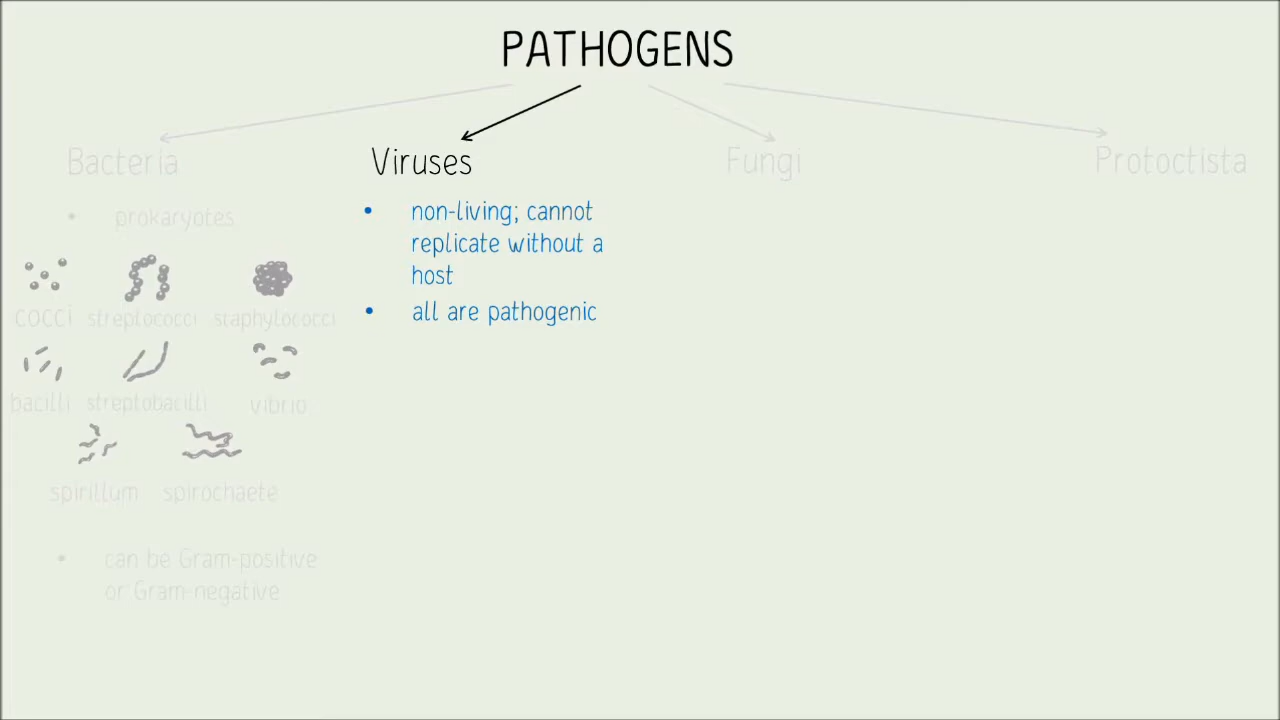 PATHOGENS
Bacteria
Viruses
Fungi
Protoctista
• prokaryotes
cocci streptococci staphylococci
bacilli streptobacilli vibrio
spirillum spirochaete
• can be Gram-positive
or Gram-negative
• non-living; cannot
replicate without a
host
• all are pathogenic